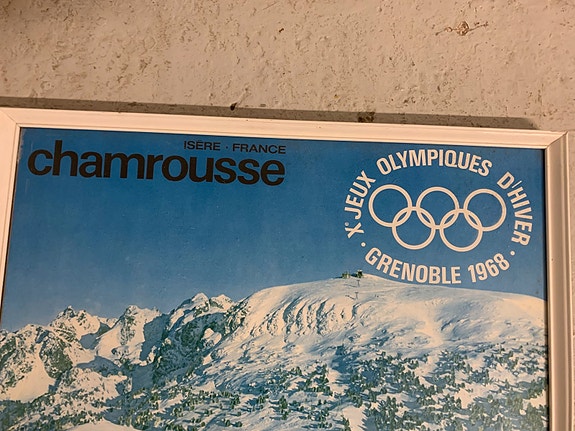 ISÈRE · FRANCE
chamrousse
Xe JEUX OLYMPIQUES D'HIVER
· GRENOBLE 1968 ·